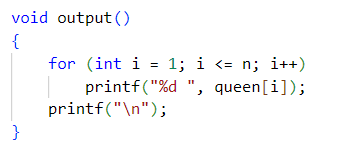 void output()
{
    for (int i = 1; i <= n; i++)
        printf("%d ", queen[i]);
    printf("\n");
}